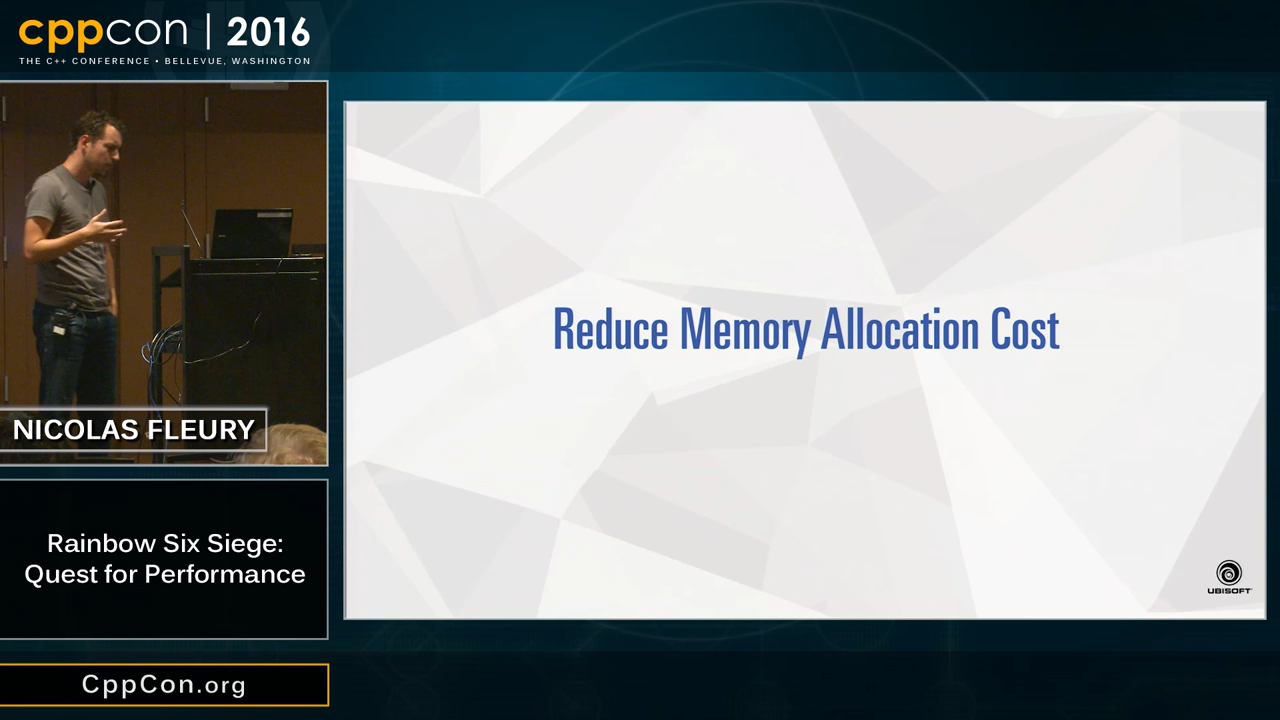 cppcon | 2016
THE C++ CONFERENCE • BELLEVUE, WASHINGTON
NICOLAS FLEURY
Rainbow Six Siege:
Quest for Performance
CppCon.org
Reduce Memory Allocation Cost
UBISOFT